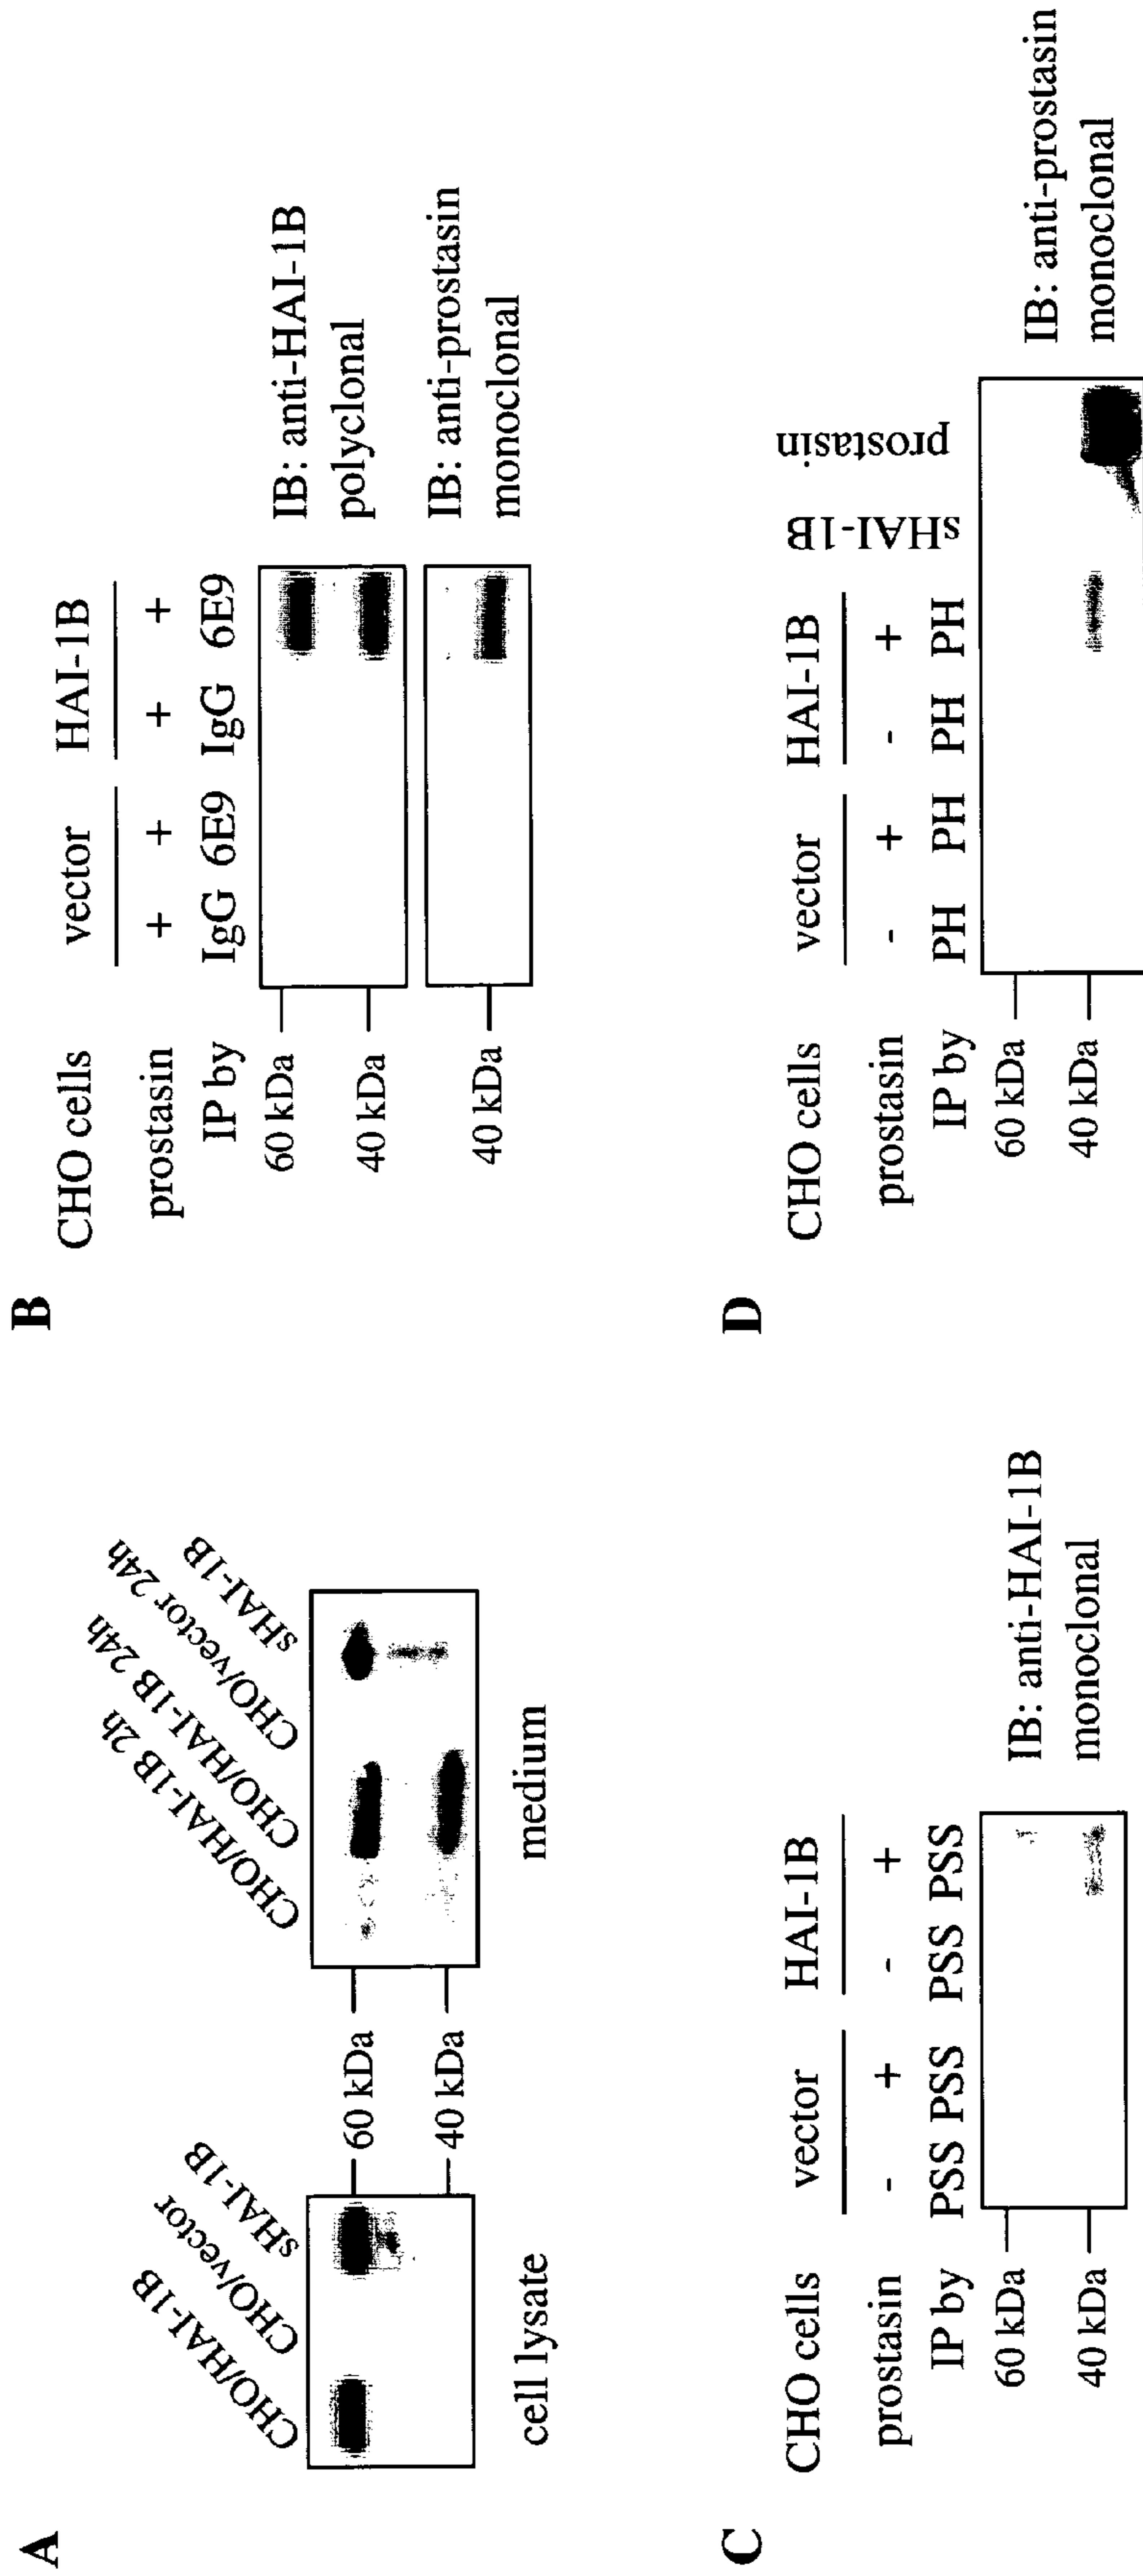 A
CHO/HAI-1B
CHO/vector
sHAI-1B
60 kDa
40 kDa
cell lysate
CHO/HAI-1B 2h
CHO/HAI-1B 24h
CHO/vector 24h
sHAI-1B
medium
B
CHO cells vector HAI-1B
prostasin + + + +
IP by IgG 6E9 IgG 6E9
60 kDa
40 kDa
IB: anti-HAI-1B
polyclonal
40 kDa
IB: anti-prostasin
monoclonal
C
CHO cells vector HAI-1B
prostasin - + - +
IP by PSS PSS PSS PSS
60 kDa
40 kDa
IB: anti-HAI-1B
monoclonal
D
CHO cells vector HAI-1B
prostasin - + - +
IP by PH PH PH PH
sHAI-1B
prostasin
60 kDa
40 kDa
IB: anti-prostasin
monoclonal